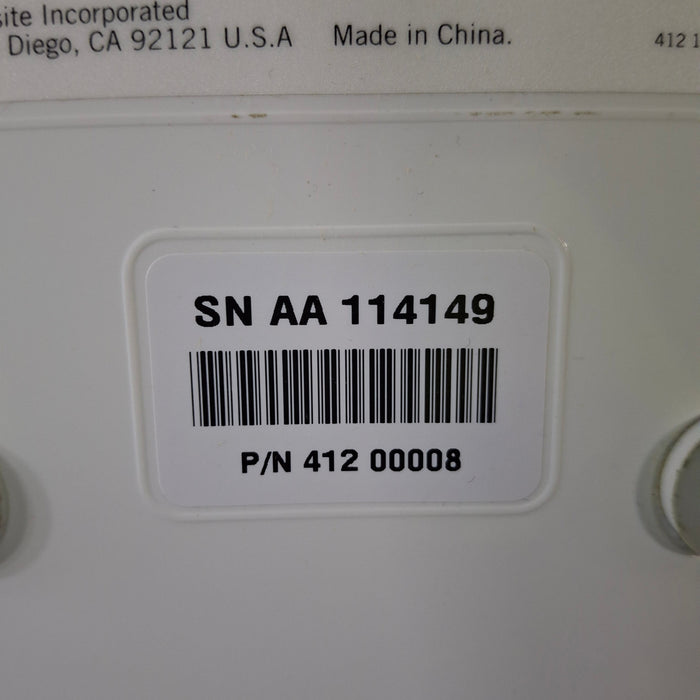 site Incorporated
Diego, CA 92121 U.S.A Made in China.
412 1
SN AA 114149
P/N 412 00008